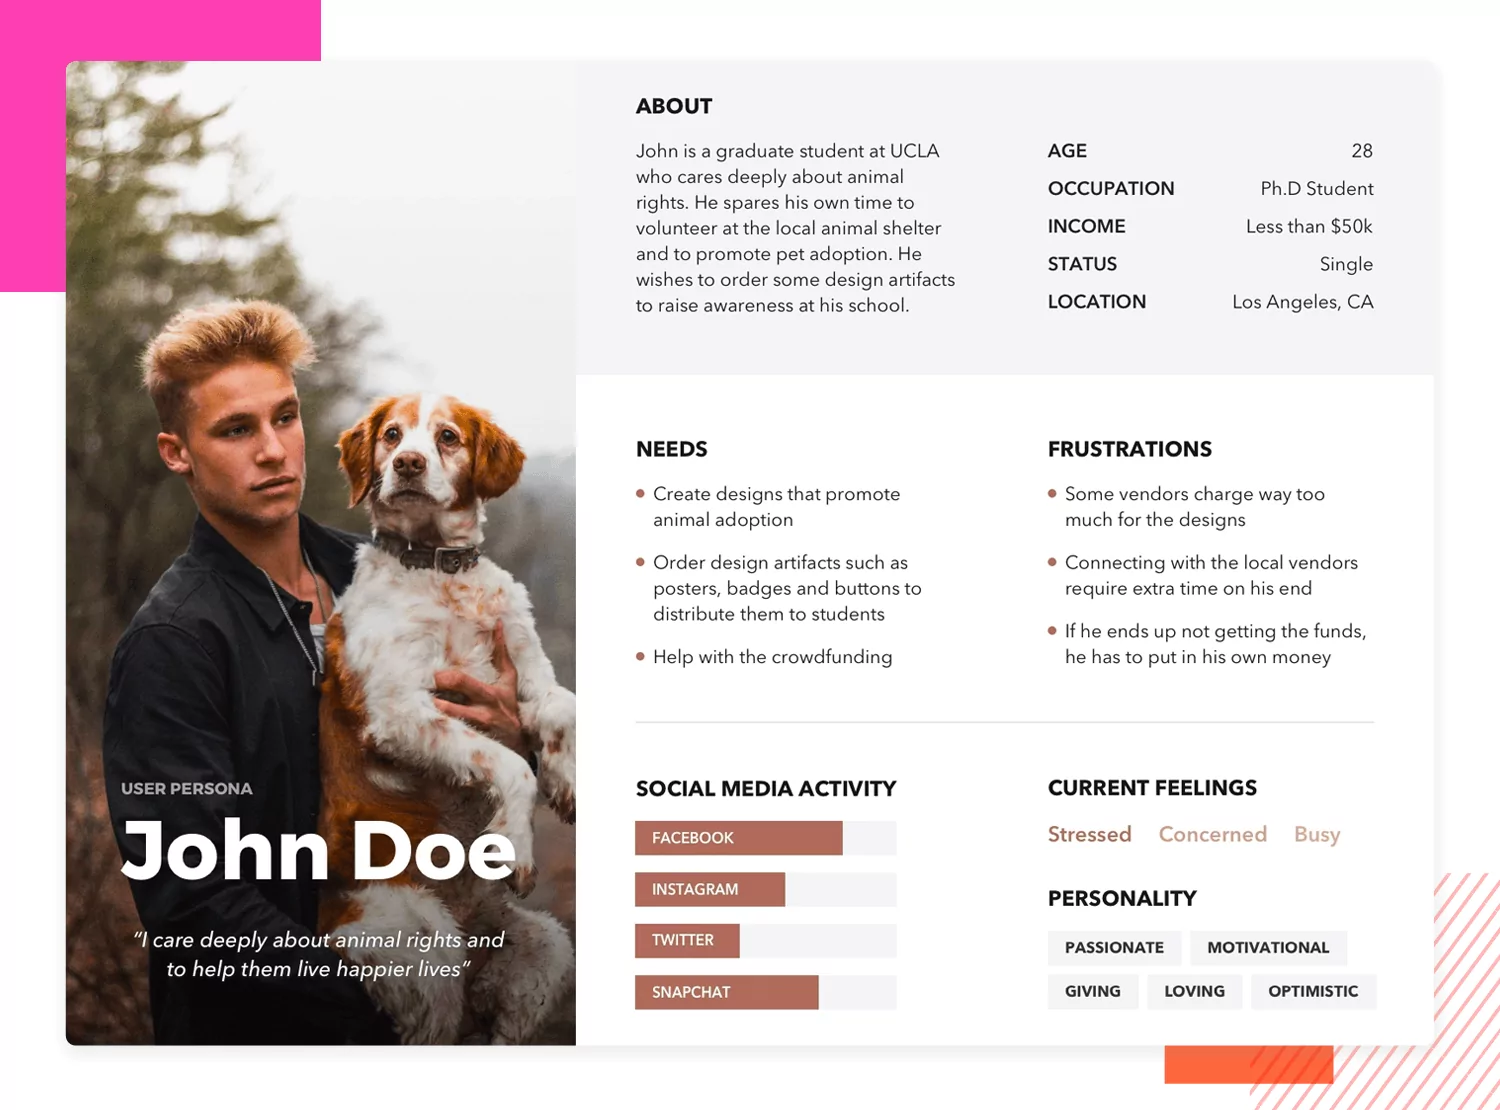 ABOUT
John is a graduate student at UCLA
who cares deeply about animal
rights. He spares his own time to
volunteer at the local animal shelter
and to promote pet adoption. He
wishes to order some design artifacts
to raise awareness at his school.
AGE 28
OCCUPATION Ph.D Student
INCOME Less than $50k
STATUS Single
LOCATION Los Angeles, CA
NEEDS
Create designs that promote
animal adoption
Order design artifacts such as
posters, badges and buttons to
distribute them to students
Help with the crowdfunding
FRUSTRATIONS
Some vendors charge way too
much for the designs
Connecting with the local vendors
require extra time on his end
If he ends up not getting the funds,
he has to put in his own money
USER PERSONA
John Doe
“I care deeply about animal rights and
to help them live happier lives”
SOCIAL MEDIA ACTIVITY
FACEBOOK
INSTAGRAM
TWITTER
SNAPCHAT
CURRENT FEELINGS
Stressed Concerned Busy
PERSONALITY
PASSIONATE MOTIVATIONAL
GIVING LOVING OPTIMISTIC